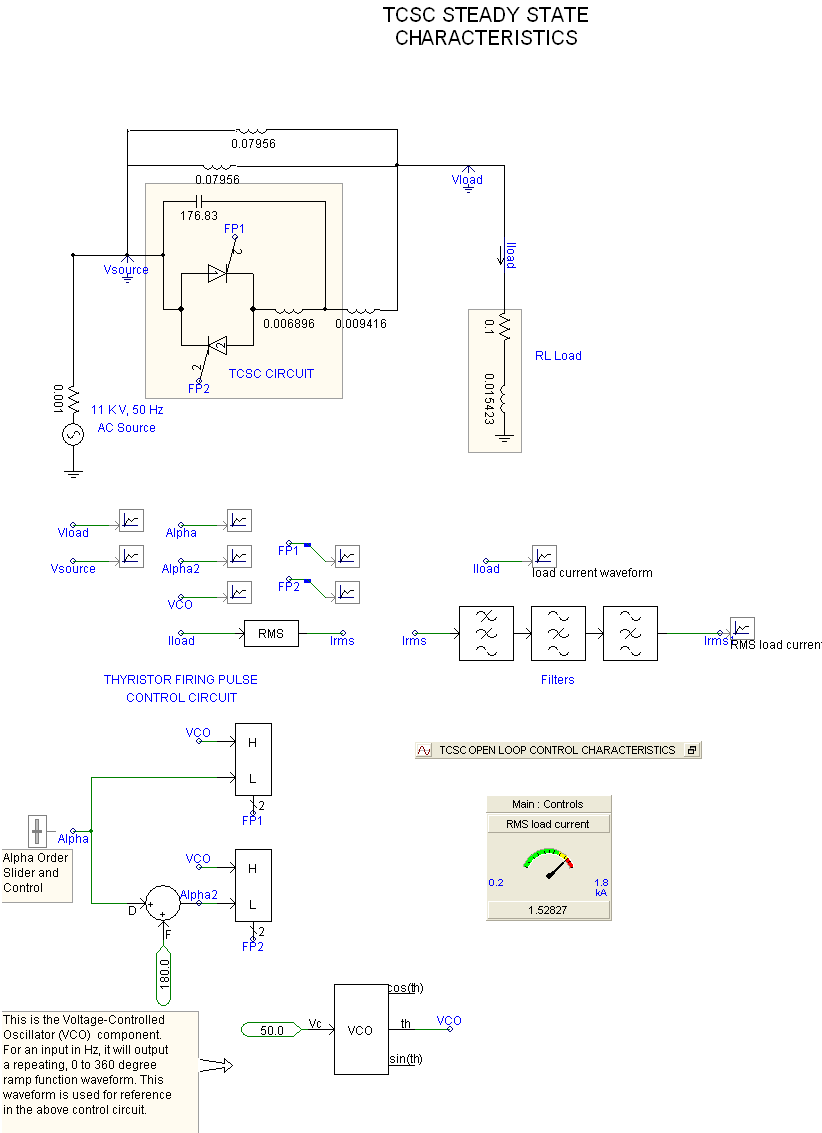 TCSC STEADY STATE
CHARACTERISTICS
0.07956
0.07956
Vload
176.83
FP1
2
Iload
Vsource
1
0.006896
0.009416
0.1
2
RL Load
2
TCSC CIRCUIT
FP2
0.001
11 KV, 50 Hz
AC Source
0.015423
Vload
Alpha
FP1
Vsource
Alpha2
Iload
load current waveform
FP2
VCO
Iload
RMS
Irms
Irms
Irms1
RMS load current
THYRISTOR FIRING PULSE
CONTROL CIRCUIT
Filters
VCO
H
L
2
FP1
TCSC OPEN LOOP CONTROL CHARACTERISTICS
Main : Controls
RMS load current
0.2
1.8
kA
1.52827
Alpha
Alpha Order
Slider and
Control
VCO
H
Alpha2
L
D
+
+
F
2
FP2
180.0
This is the Voltage-Controlled
Oscillator (VCO) component.
For an input in Hz, it will output
a repeating, 0 to 360 degree
ramp function waveform. This
waveform is used for reference
in the above control circuit.
50.0
Vc
VCO
cos(th)
th
VCO
sin(th)